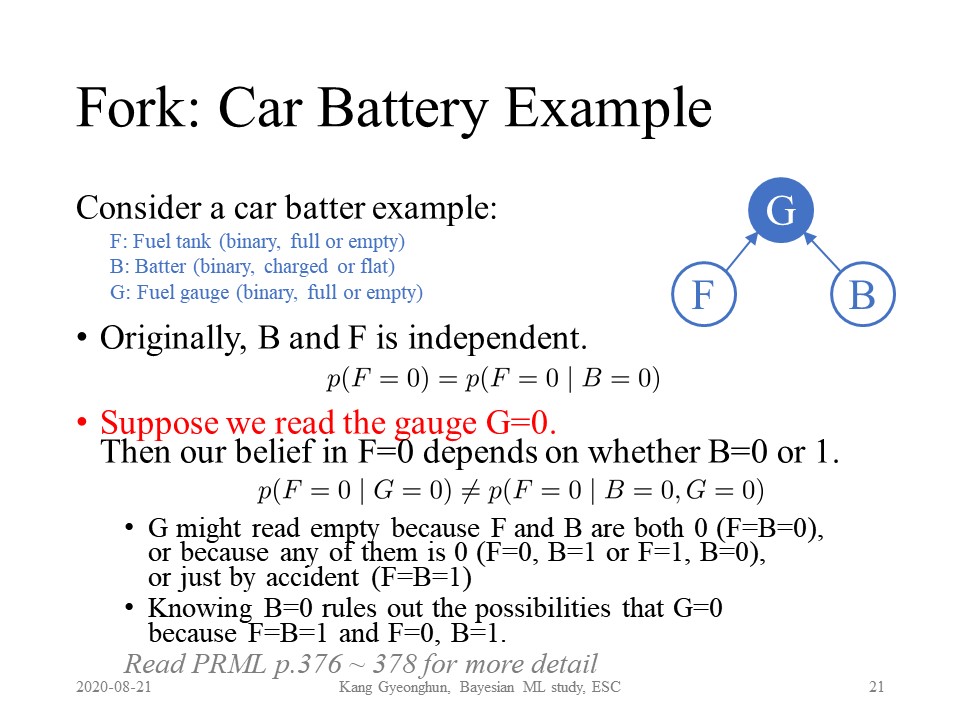 Fork: Car Battery Example
Consider a car batter example:
F: Fuel tank (binary, full or empty)
B: Batter (binary, charged or flat)
G: Fuel gauge (binary, full or empty)
G
F
B
• Originally, B and F is independent.
p(F = 0) = p(F = 0 | B = 0)
• Suppose we read the gauge G=0.
Then our belief in F=0 depends on whether B=0 or 1.
p(F = 0 | G = 0) ≠ p(F = 0 | B = 0, G = 0)
• G might read empty because F and B are both 0 (F=B=0),
or because any of them is 0 (F=0, B=1 or F=1, B=0),
or just by accident (F=B=1)
• Knowing B=0 rules out the possibilities that G=0
because F=B=1 and F=0, B=1.
Read PRML p.376 ~ 378 for more detail
2020-08-21
Kang Gyeonghun, Bayesian ML study, ESC
21